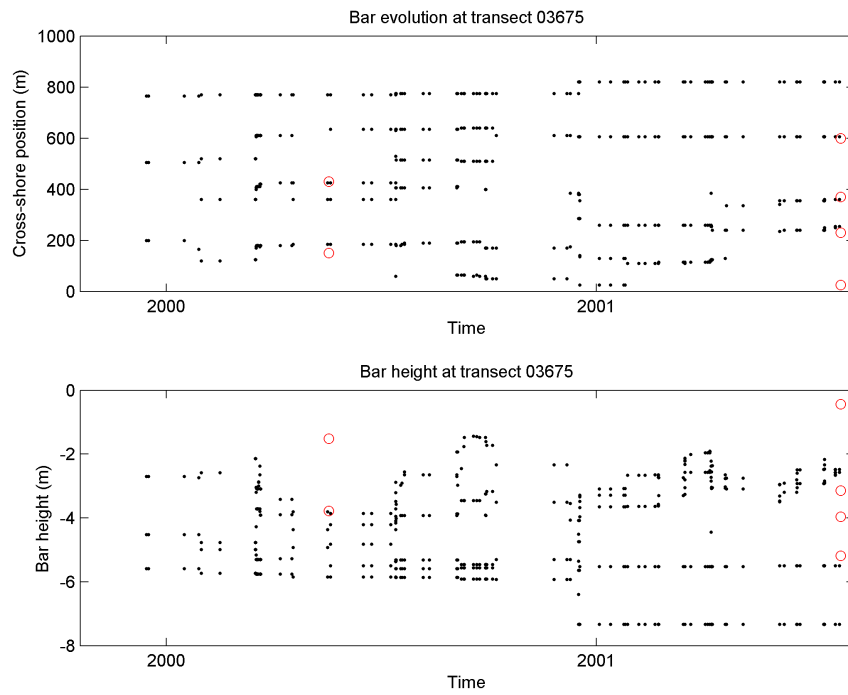 Bar evolution at transect 03675
1000
800
600
400
200
0
Cross-shore position (m)
2000
2001
Time
Bar height at transect 03675
0
-2
-4
-6
-8
Bar height (m)
2000
2001
Time